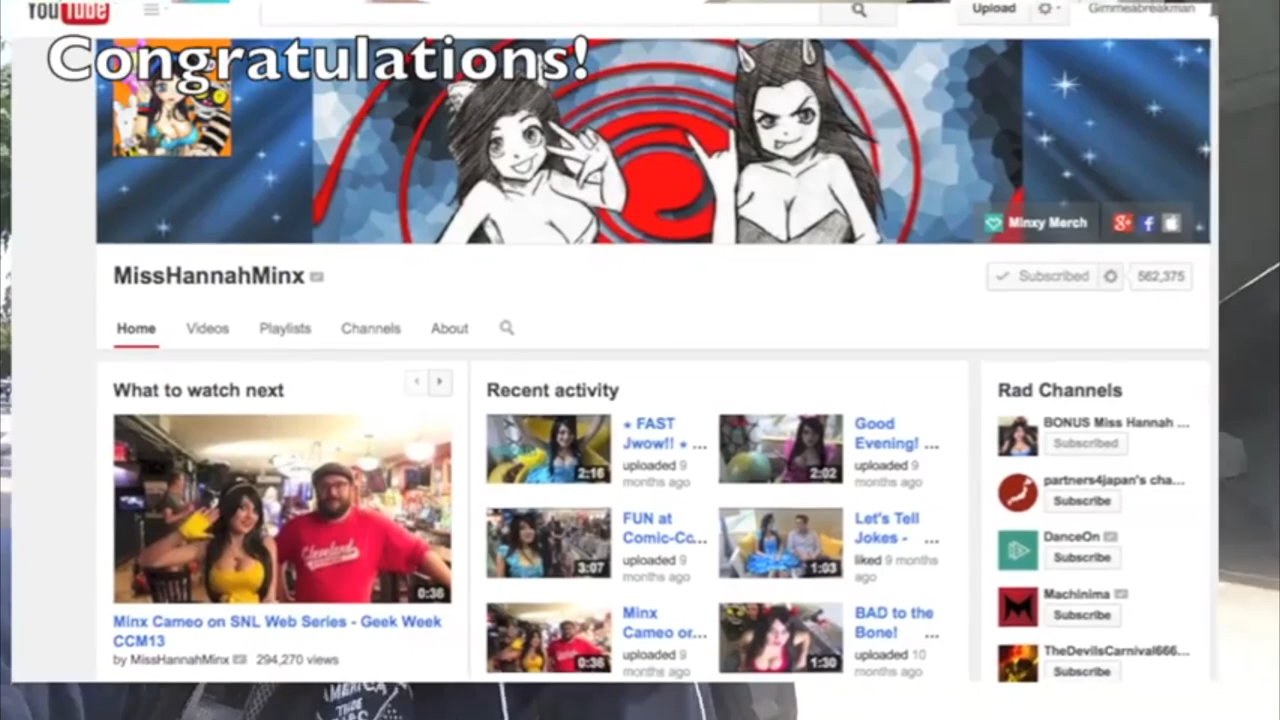 YouTube
Upload
Gimmeabreakman
Congratulations!
Minxy Merch
MissHannahMinx
Subscribed
562,375
Home
Videos
Playlists
Channels
About
What to watch next
0:36
Minx Cameo on SNL Web Series - Geek Week
CCM13
by MissHannahMinx
294,270 views
Recent activity
2:16
⋆ FAST
Jwow!! ⋆ ...
uploaded 9
months ago
2:02
Good
Evening! ...
uploaded 9
months ago
3:07
FUN at
Comic-Cc...
uploaded 9
months ago
1:03
Let's Tell
Jokes - ...
liked 9 months
ago
0:36
Minx
Cameo or...
uploaded 9
months ago
1:30
BAD to the
Bone! ...
uploaded 10
months ago
Rad Channels
BONUS Miss Hannah ...
Subscribed
partners4japan's cha...
Subscribe
DanceOn
Subscribe
Machinima
Subscribe
TheDevilsCarnival666...
Subscribe
Cleveland